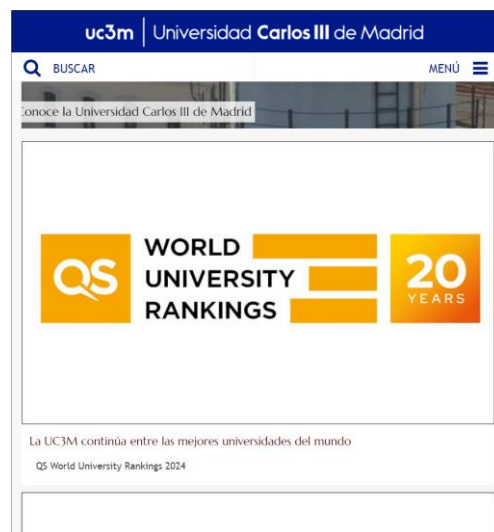 uc3m | Universidad Carlos III de Madrid
BUSCAR
MENÚ
Conoce la Universidad Carlos III de Madrid
QS
WORLD
UNIVERSITY
RANKINGS
20
YEARS
La UC3M continúa entre las mejores universidades del mundo
QS World University Rankings 2024